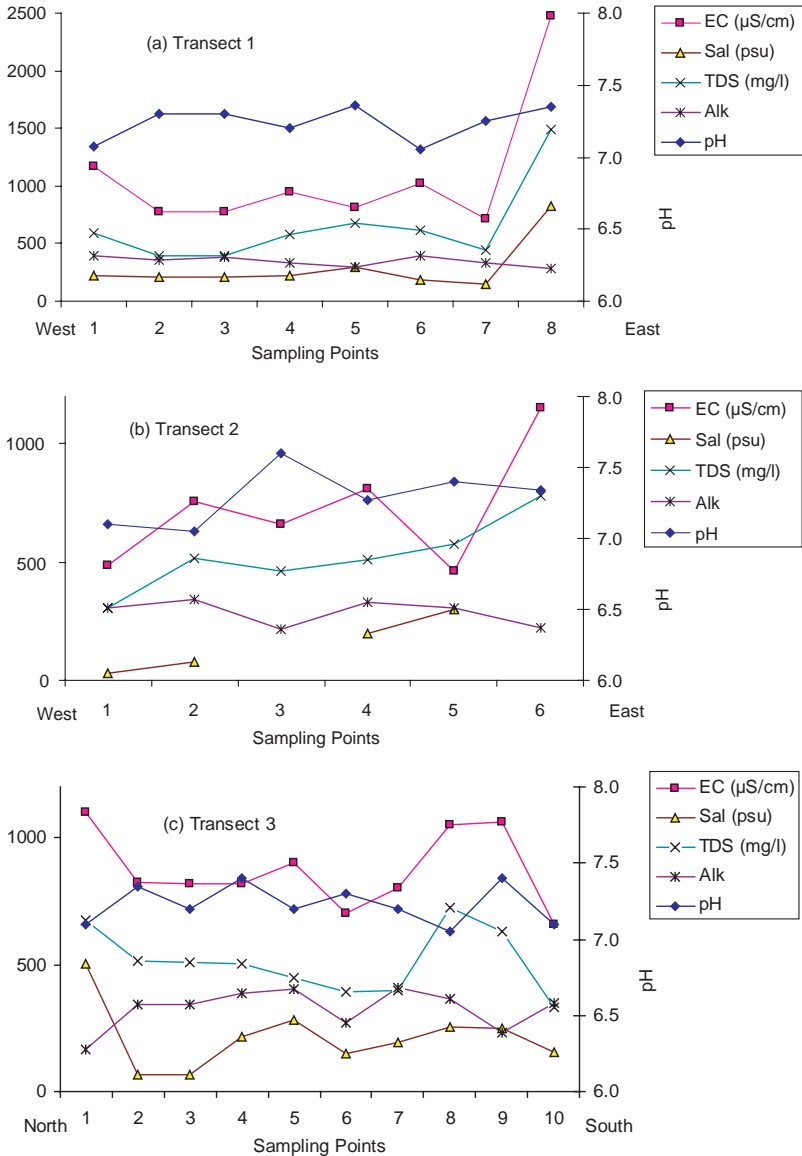 (a) Transect 1
2500
2000
1500
1000
500
0
8.0
7.5
7.0
6.5
6.0
pH
West
1 2 3 4 5 6 7 8
East
Sampling Points
EC (µS/cm)
Sal (psu)
TDS (mg/l)
Alk
pH
(b) Transect 2
1000
500
0
8.0
7.5
7.0
6.5
6.0
pH
West
1 2 3 4 5 6
East
Sampling Points
EC (µS/cm)
Sal (psu)
TDS (mg/l)
Alk
pH
(c) Transect 3
1000
500
0
8.0
7.5
7.0
6.5
6.0
pH
North
1 2 3 4 5 6 7 8 9 10
South
Sampling Points
EC (µS/cm)
Sal (psu)
TDS (mg/l)
Alk
pH